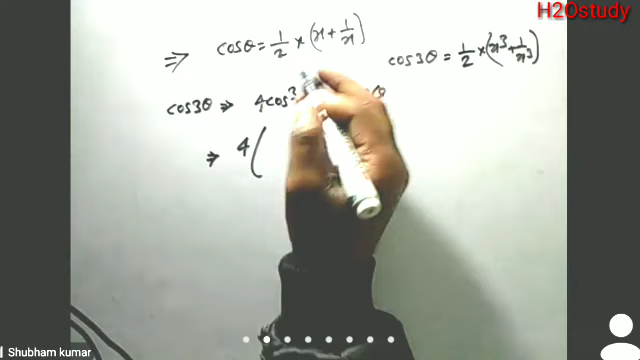 H2Ostudy
⇒ cosθ = 1/2 × (x + 1/x)
cos3θ = 1/2 × (x³ + 1/x³)
cos3θ ⇒ 4cos³ θ
⇒ 4(
Shubham kumar